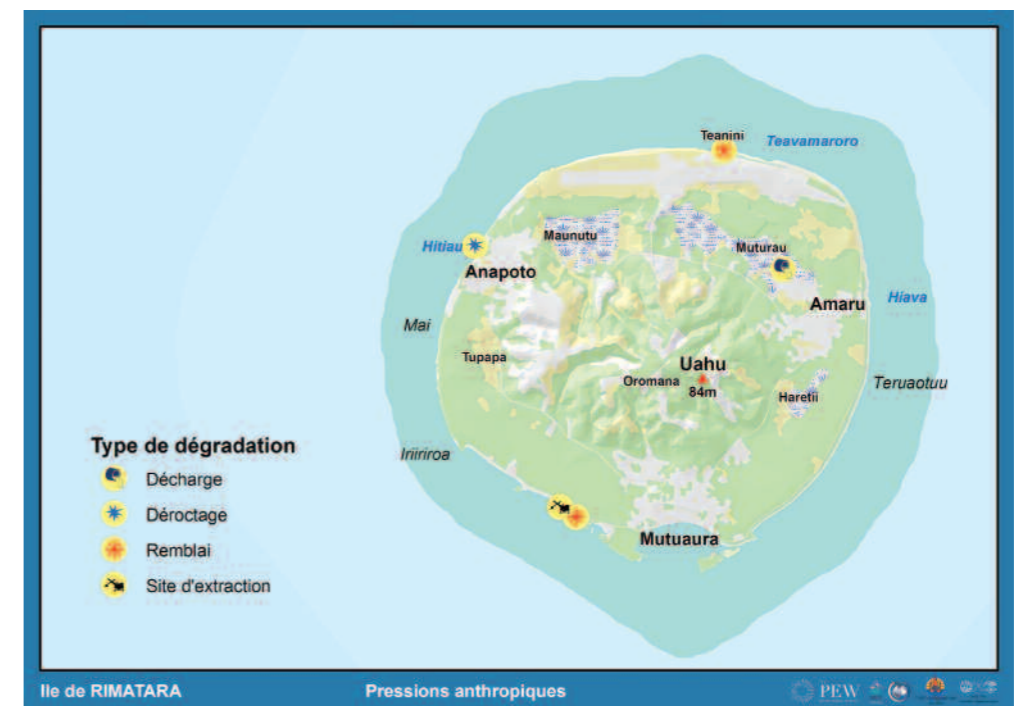 Teanini
Teavamaroro
Maunutu
Hitiau
Muturau
Anapoto
Amaru
Hiava
Mai
Tupapa
Uahu
Oromana
84m
Teruaotuu
Haretii
Type de dégradation
Iriiriroa
Décharge
Déroctage
Remblai
Mutuaura
Site d'extraction
Ile de RIMATARA
Pressions anthropiques
PEW